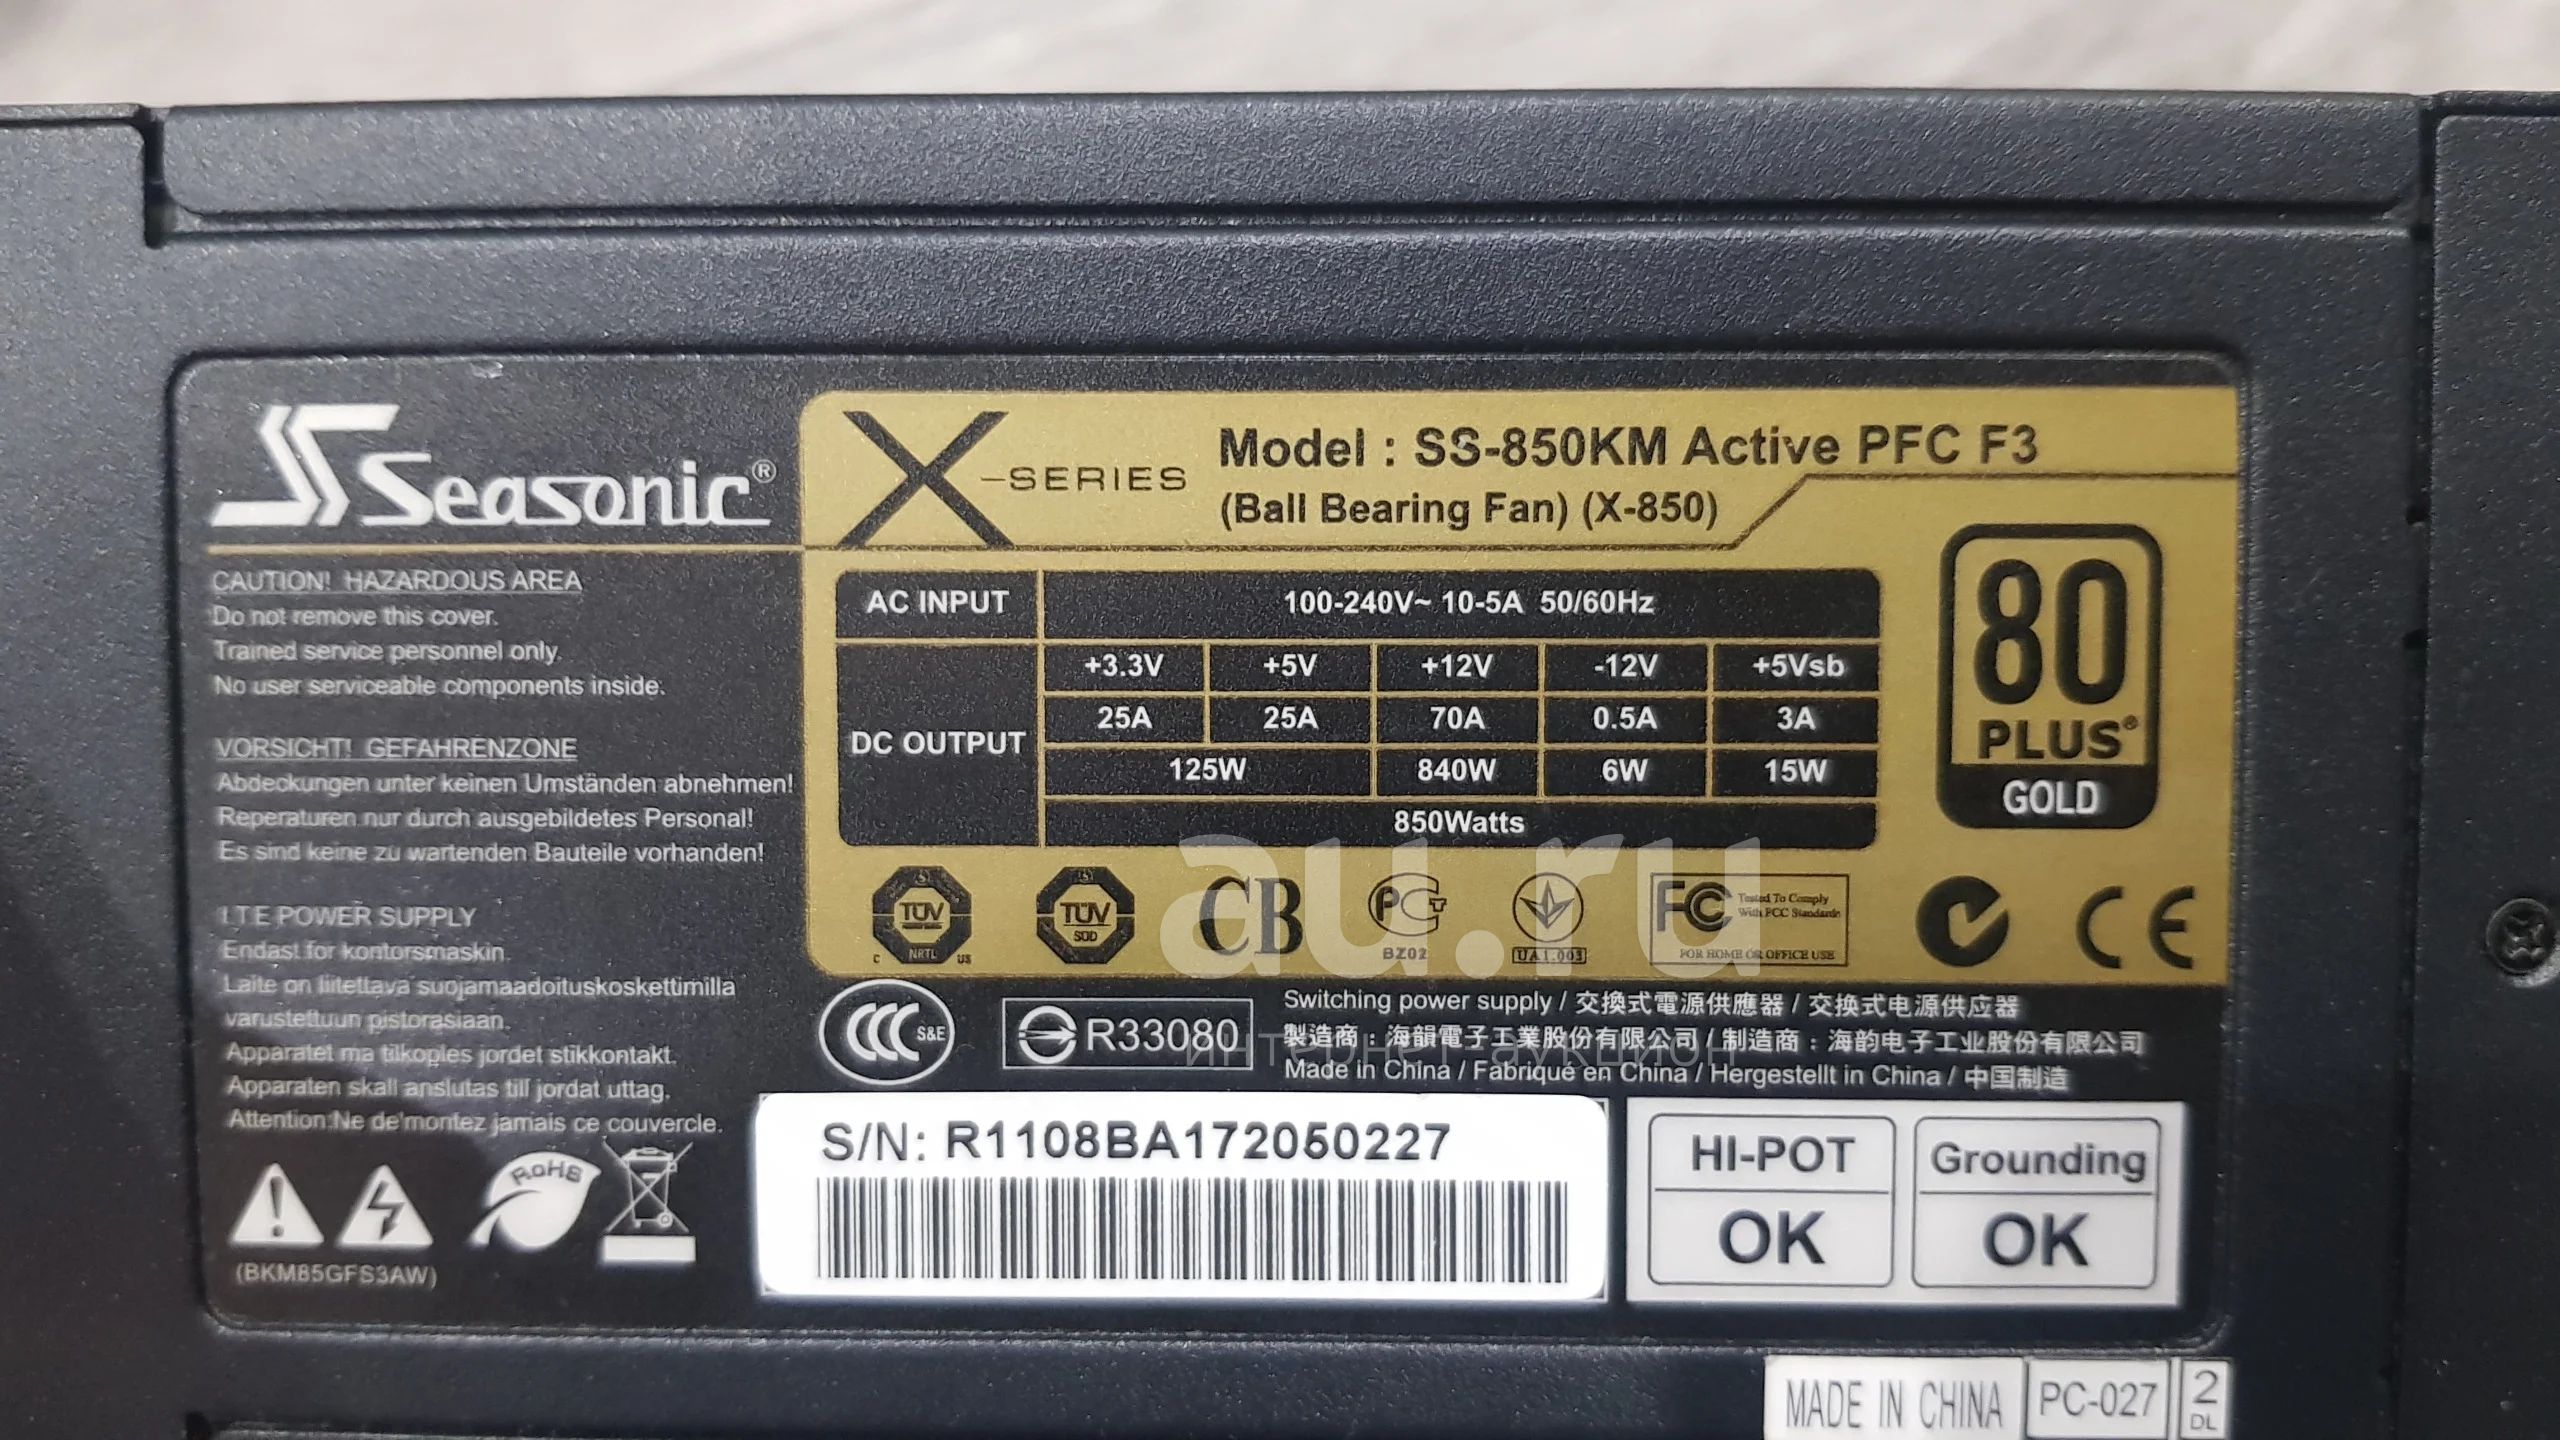 Seasonic®
X-SERIES
Model : SS-850KM Active PFC F3
(Ball Bearing Fan) (X-850)
CAUTION! HAZARDOUS AREA
Do not remove this cover.
Trained service personnel only.
No user serviceable components inside.
VORSICHT! GEFAHRENZONE
Abdeckungen unter keinen Umständen abnehmen!
Reperaturen nur durch ausgebildetes Personal!
Es sind keine zu wartenden Bauteile vorhanden!
I.T.E POWER SUPPLY
Endast for kontorsmaskin.
Laite on liitettava suojamaadoituskoskettimilla
varustettuun pistorasiaan.
Apparatet ma tilkoples jordet stikkontakt.
Apparaten skall anslutas till jordat uttag.
Attention:Ne de'montez jamais ce couvercle.
RoHS
(BKM85GFS3AW)
AC INPUT 100-240V~ 10-5A 50/60Hz
DC OUTPUT
+3.3V +5V +12V -12V +5Vsb
25A 25A 70A 0.5A 3A
125W 840W 6W 15W
850Watts
80
PLUS®
GOLD
TÜV
C NRTL US
TÜV
SÜD
CB
PCT
BZ02
UA1.003
FC Tested To Comply
With FCC Standards
FOR HOME OR OFFICE USE
CE
au.ru
интернет аукцион
CCC S&E
R33080
Switching power supply / 交換式電源供應器 / 交换式电源供应器
製造商：海韻電子工業股份有限公司 / 制造商：海韵电子工业股份有限公司
Made in China / Fabriqué en China / Hergestellt in China / 中国制造
S/N: R1108BA172050227
HI-POT
OK
Grounding
OK
MADE IN CHINA
PC-027
2
DL